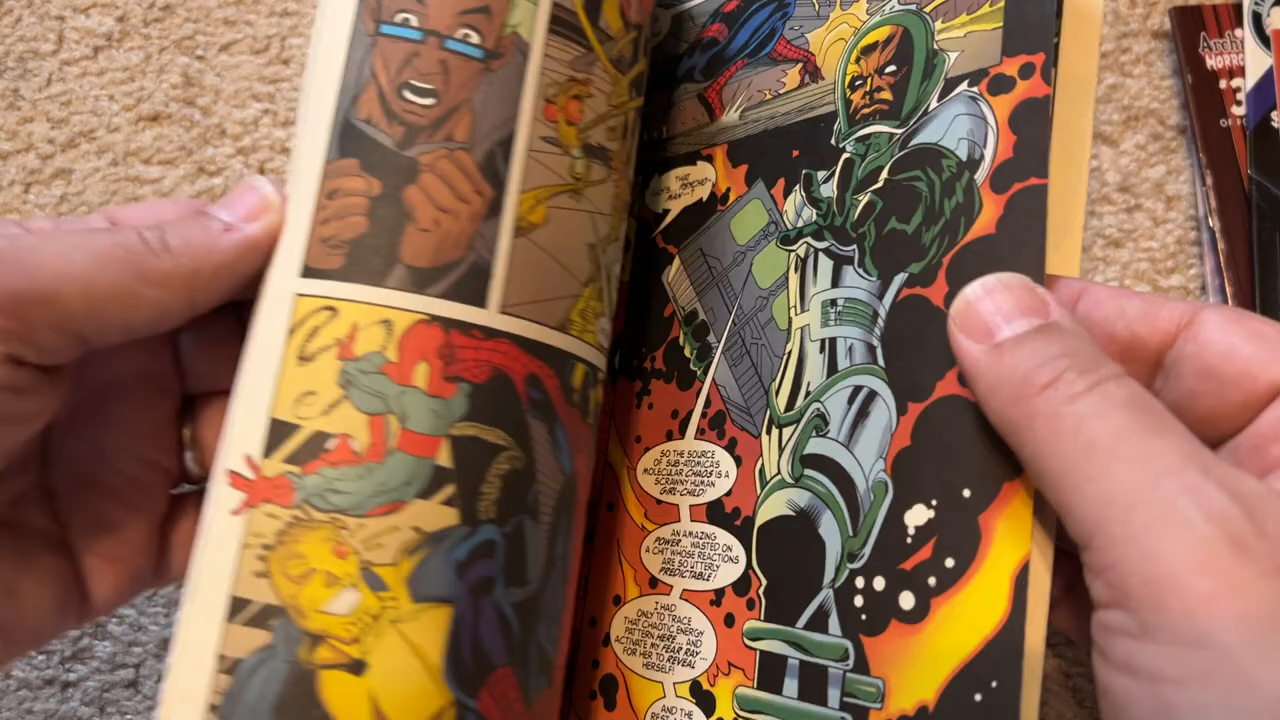 THAT
MAN--?
SO THE SOURCE
OF SUB-ATOMICA'S
MOLECULAR CHAOS IS A
SCRAWNY HUMAN
GIRL-CHILD!
AN AMAZING
POWER... WASTED ON
A CHIT WHOSE REACTIONS
ARE SO UTTERLY
PREDICTABLE!
I HAD
ONLY TO TRACE
THAT CHAOTIC ENERGY
PATTERN HERE... AND
ACTIVATE MY FEAR RAY...
FOR HER TO REVEAL
HERSELF!
AND THE